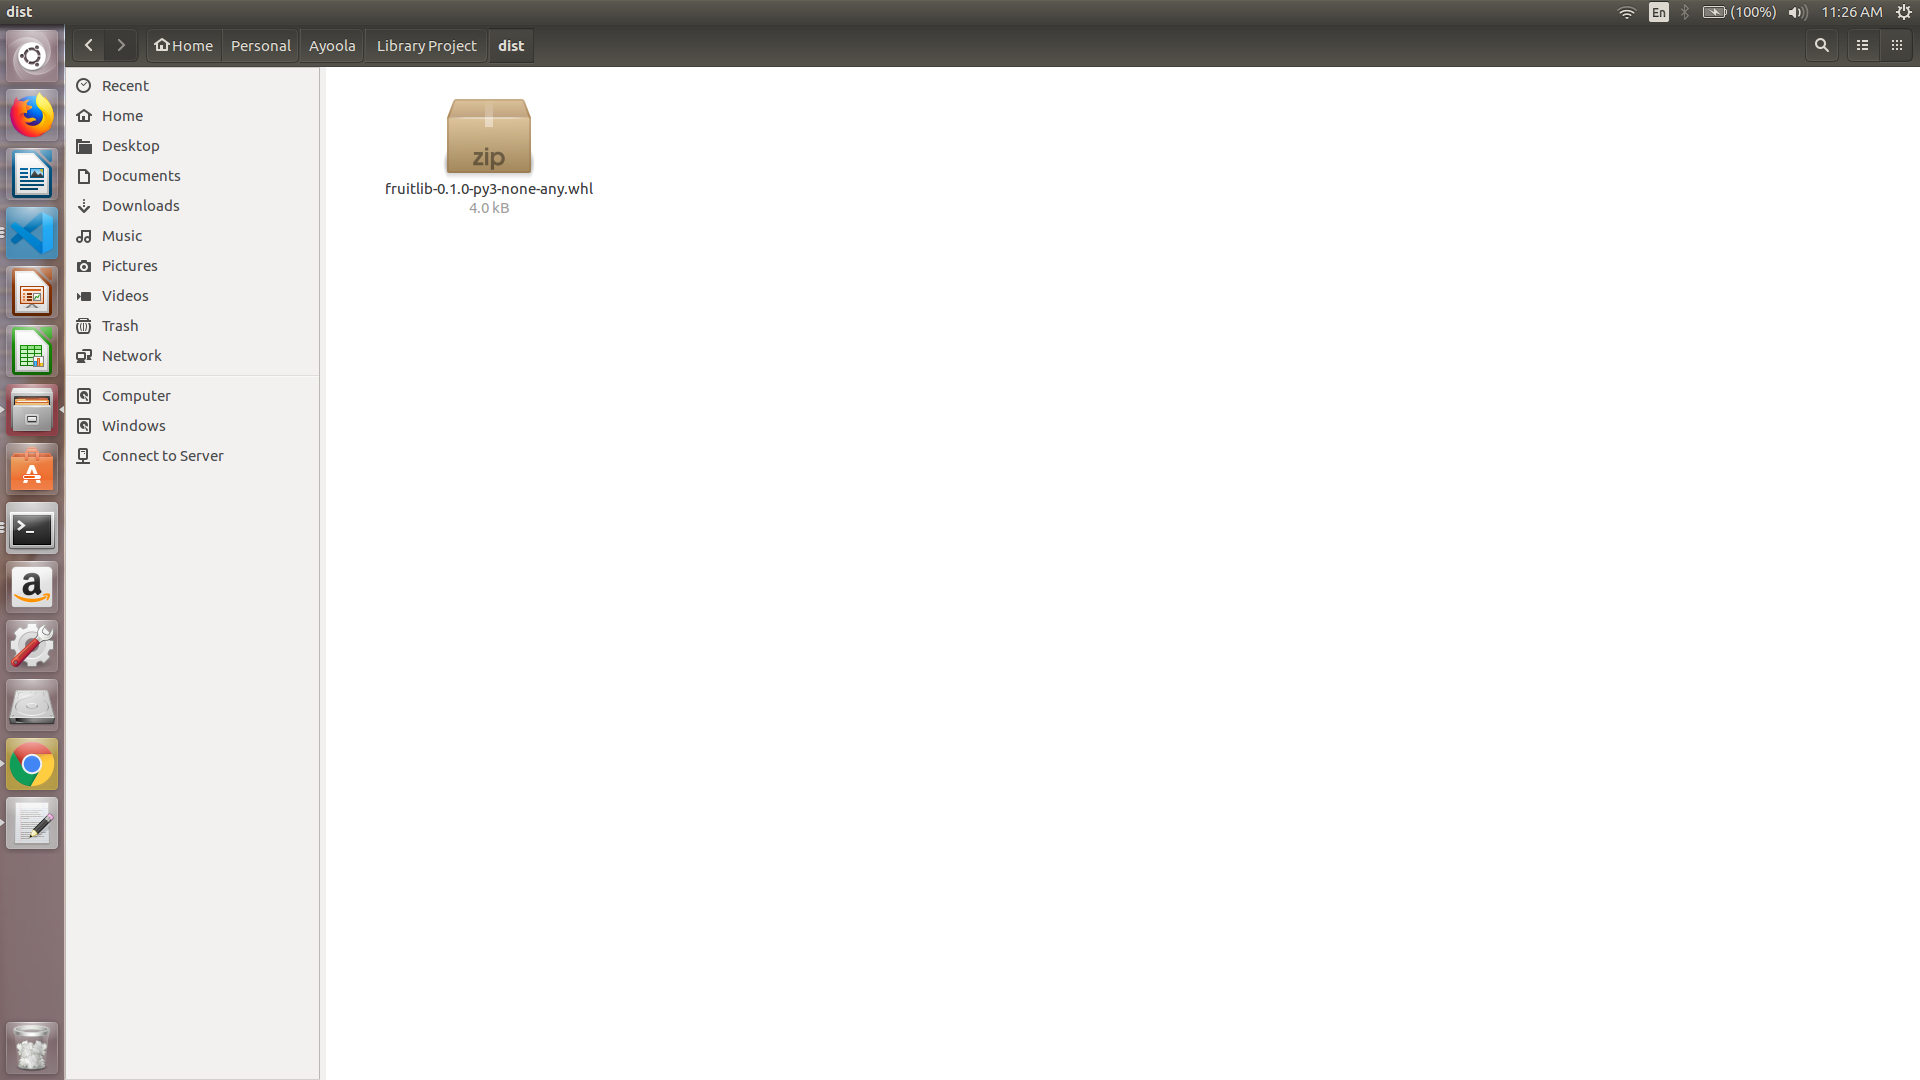 dist
En
(100%)
11:26 AM
Home
Personal
Ayoola
Library Project
dist
Recent
Home
Desktop
Documents
Downloads
Music
Pictures
Videos
Trash
Network
Computer
Windows
Connect to Server
zip
fruitlib-0.1.0-py3-none-any.whl
4.0 kB
A
>_
a